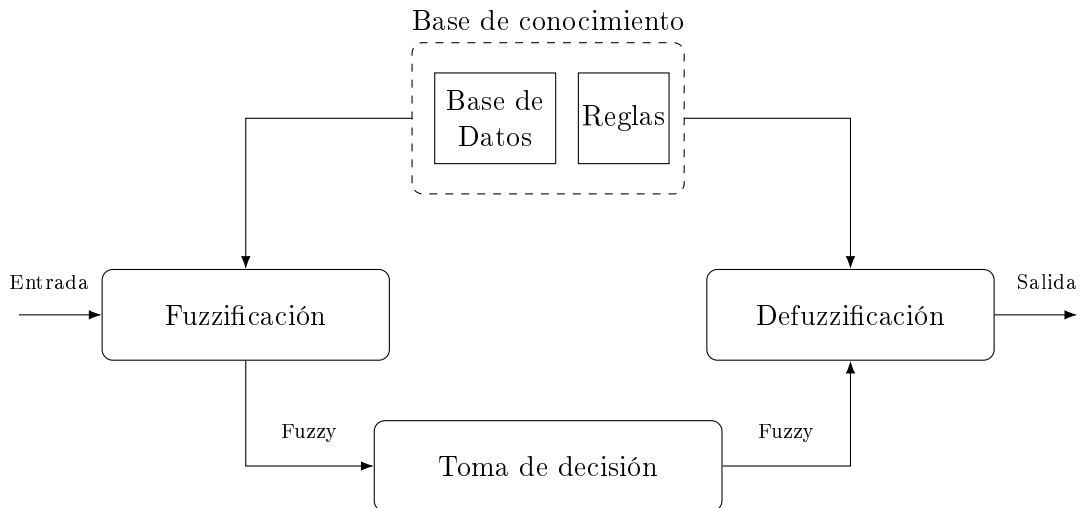 Base de conocimiento
Base de
Datos
Reglas
Entrada
Fuzzificación
Defuzzificación
Salida
Fuzzy
Fuzzy
Toma de decisión